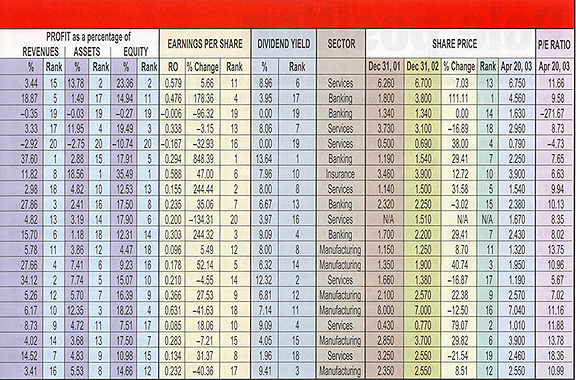 PROFIT as a percentage of EARNINGS PER SHARE DIVIDEND YIELD SECTOR SHARE PRICE P/E RATIO
REVENUES ASSETS EQUITY
% Rank % Rank % Rank RO % Change Rank % Rank Dec 31, 01 Dec 31, 02 % Change Rank Apr 20, 03 Apr 20, 03
3.44 15 13.78 2 23.36 2 0.579 5.66 11 8.96 6 Services 6.260 6.700 7.03 13 6.750 11.66
18.87 5 1.49 17 14.94 11 0.476 178.36 4 3.95 17 Banking 1.800 3.800 111.11 1 4.560 9.58
-0.35 19 -0.03 19 -0.27 19 -0.006 -96.32 19 0.00 19 Banking 1.340 1.340 0.00 14 1.630 -271.67
3.33 17 11.95 4 19.49 3 0.338 -3.15 13 8.06 7 Services 3.730 3.100 -16.89 18 2.950 8.73
-2.92 20 -2.75 20 -10.74 20 -0.167 -32.93 16 0.00 19 Services 0.500 0.690 38.00 4 0.790 -4.73
37.60 1 2.88 15 17.91 5 0.294 848.39 1 13.64 1 Banking 1.190 1.540 29.41 7 2.250 7.65
11.82 8 18.56 1 35.49 1 0.588 47.00 6 7.96 10 Insurance 3.460 3.900 12.72 10 3.900 6.63
2.98 18 4.82 10 12.53 13 0.155 244.44 2 8.00 8 Services 1.140 1.500 31.58 5 1.540 9.94
27.86 3 2.41 16 17.50 8 0.235 35.06 7 6.67 13 Banking 2.320 2.250 -3.02 15 2.380 10.13
4.82 13 3.19 14 17.90 6 0.200 -134.31 20 3.97 16 Services N/A 1.510 N/A N/A 1.670 8.35
15.70 6 1.18 18 12.31 14 0.303 244.32 3 9.09 4 Banking 1.700 2.200 29.41 7 2.430 8.02
5.78 11 3.86 12 4.47 18 0.096 5.49 12 8.00 8 Manufacturing 1.150 1.250 8.70 11 1.320 13.75
27.66 4 7.41 6 9.23 16 0.178 52.14 5 6.32 14 Manufacturing 1.350 1.900 40.74 3 1.950 10.96
34.12 2 7.74 5 15.07 10 0.210 -4.55 14 12.32 2 Services 1.660 1.380 -16.87 17 1.190 5.67
5.26 12 5.70 7 16.39 9 0.366 27.53 9 6.81 12 Manufacturing 2.100 2.570 22.38 9 2.570 7.02
6.17 10 12.35 3 18.23 4 0.631 -41.63 18 7.14 11 Manufacturing 8.000 7.000 -12.50 16 7.040 11.16
8.73 9 4.72 11 7.51 17 0.085 18.06 10 9.09 4 Services 0.430 0.770 79.07 2 1.010 11.88
4.02 14 3.68 13 17.50 7 0.283 -7.21 15 4.05 15 Manufacturing 2.850 3.700 29.82 6 3.900 13.78
14.52 7 4.83 9 10.98 15 0.134 31.37 8 1.96 18 Services 3.250 2.550 -21.54 19 2.460 18.36
3.41 16 5.53 8 14.66 12 0.232 -40.36 17 9.41 3 Manufacturing 2.350 2.550 8.51 12 2.550 10.99